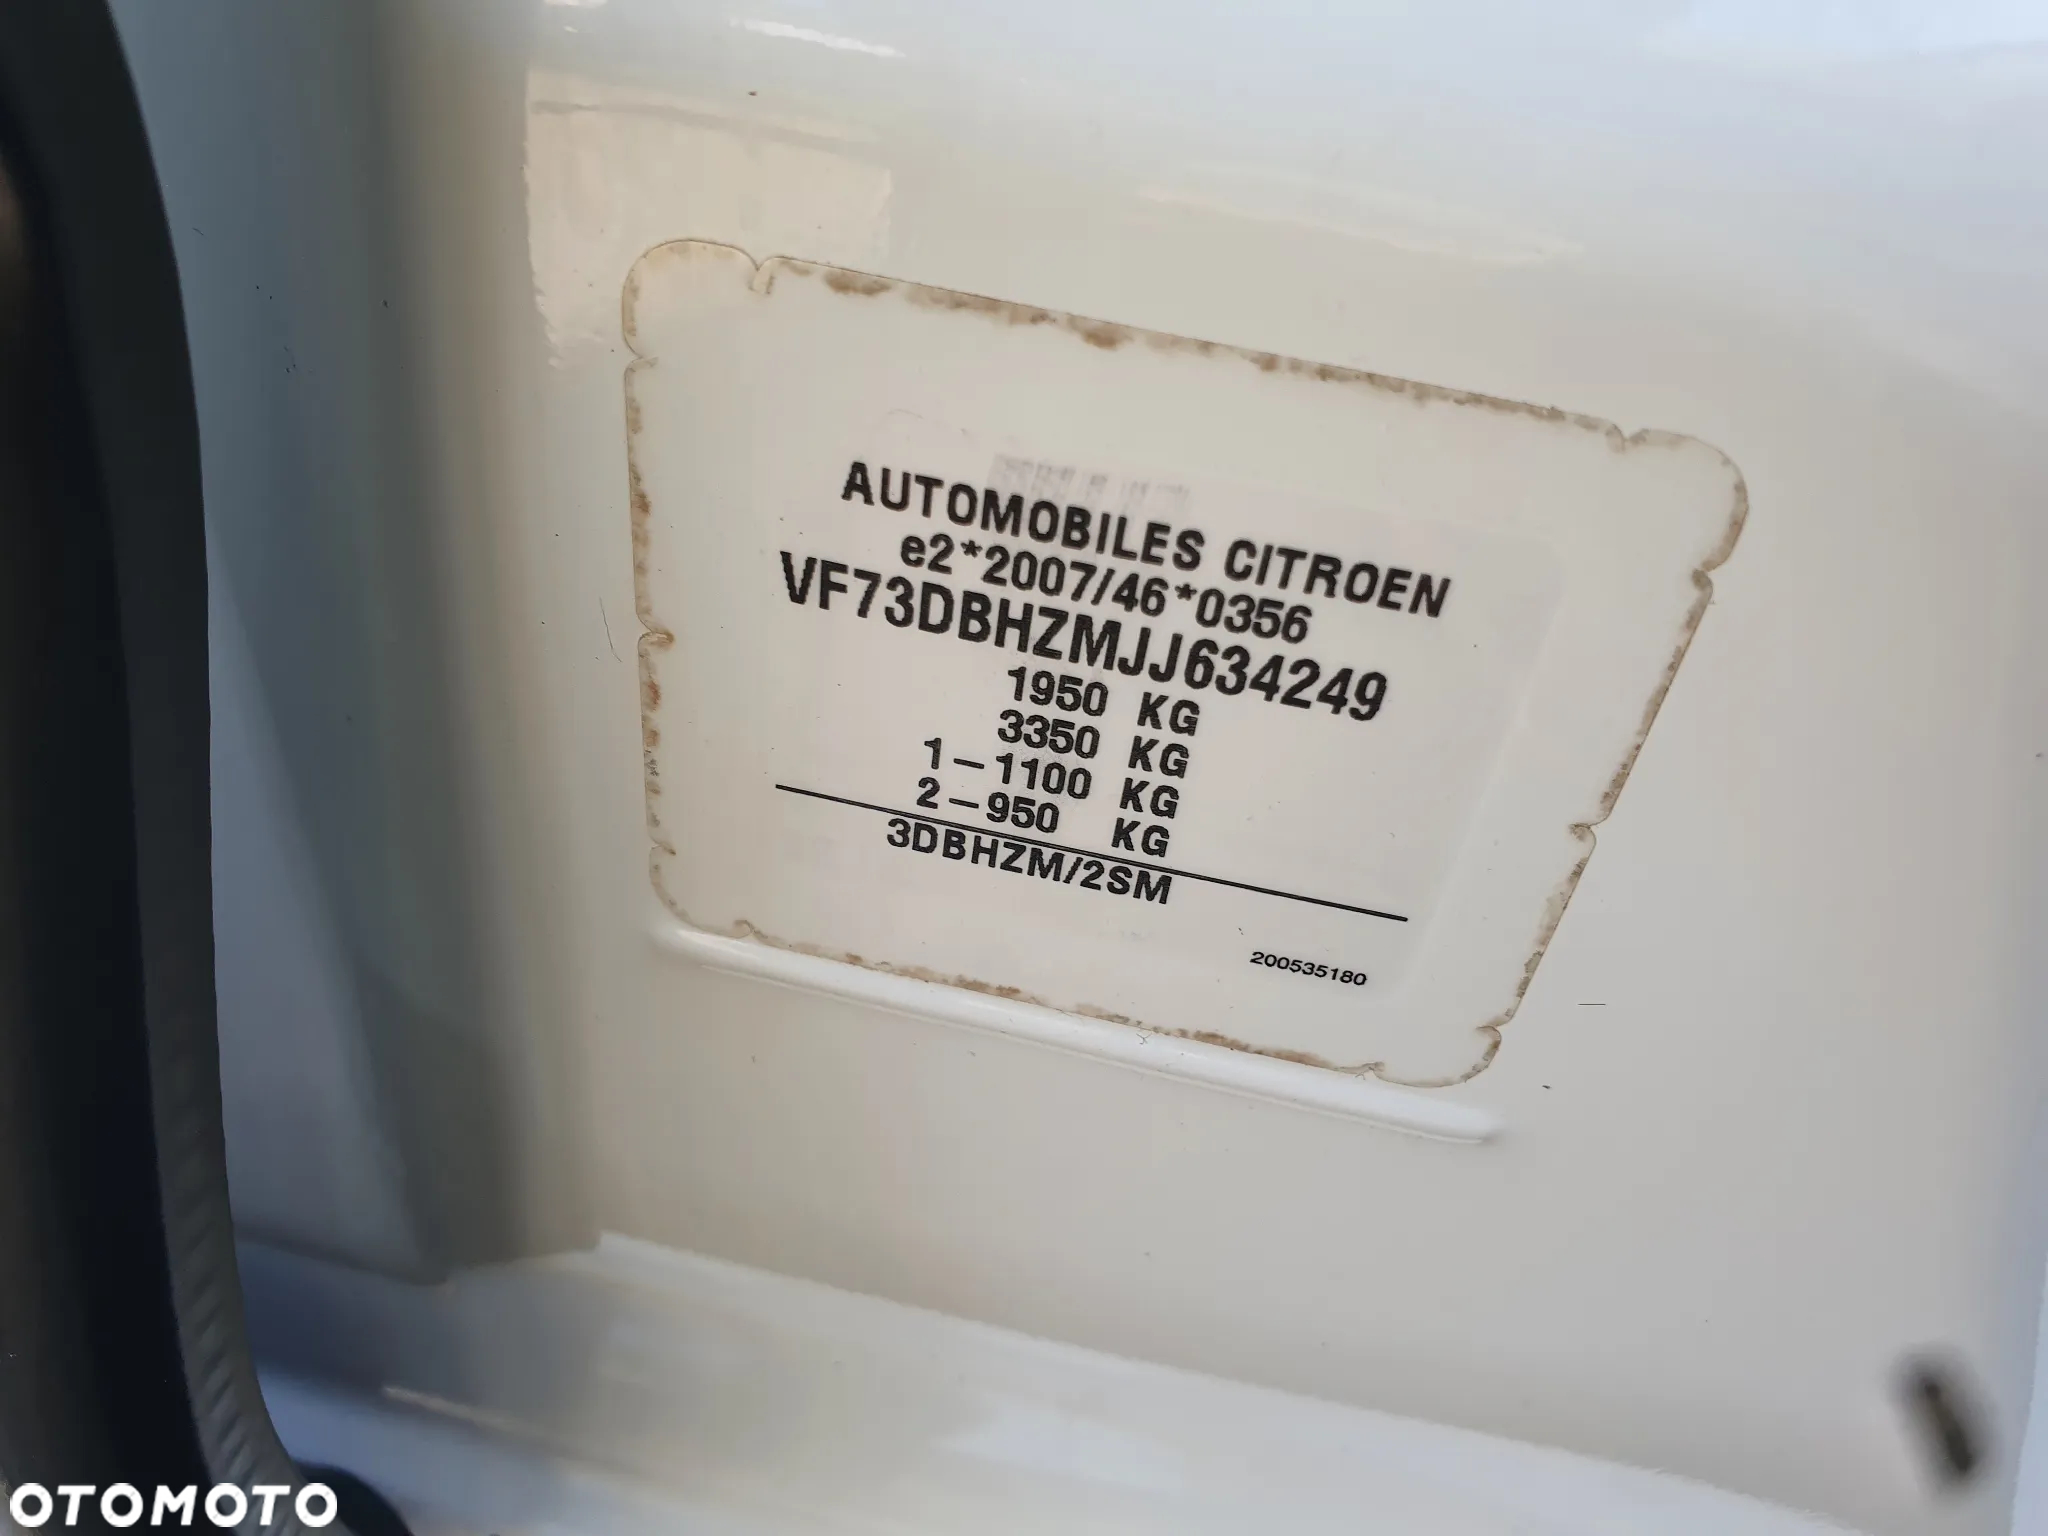 AUTOMOBILES CITROEN
e2*2007/46*0356
VF73DBHZMJJ634249
1950 KG
3350 KG
1-1100 KG
2-950 KG
3DBHZM/2SM
200535180
OTOMOTO